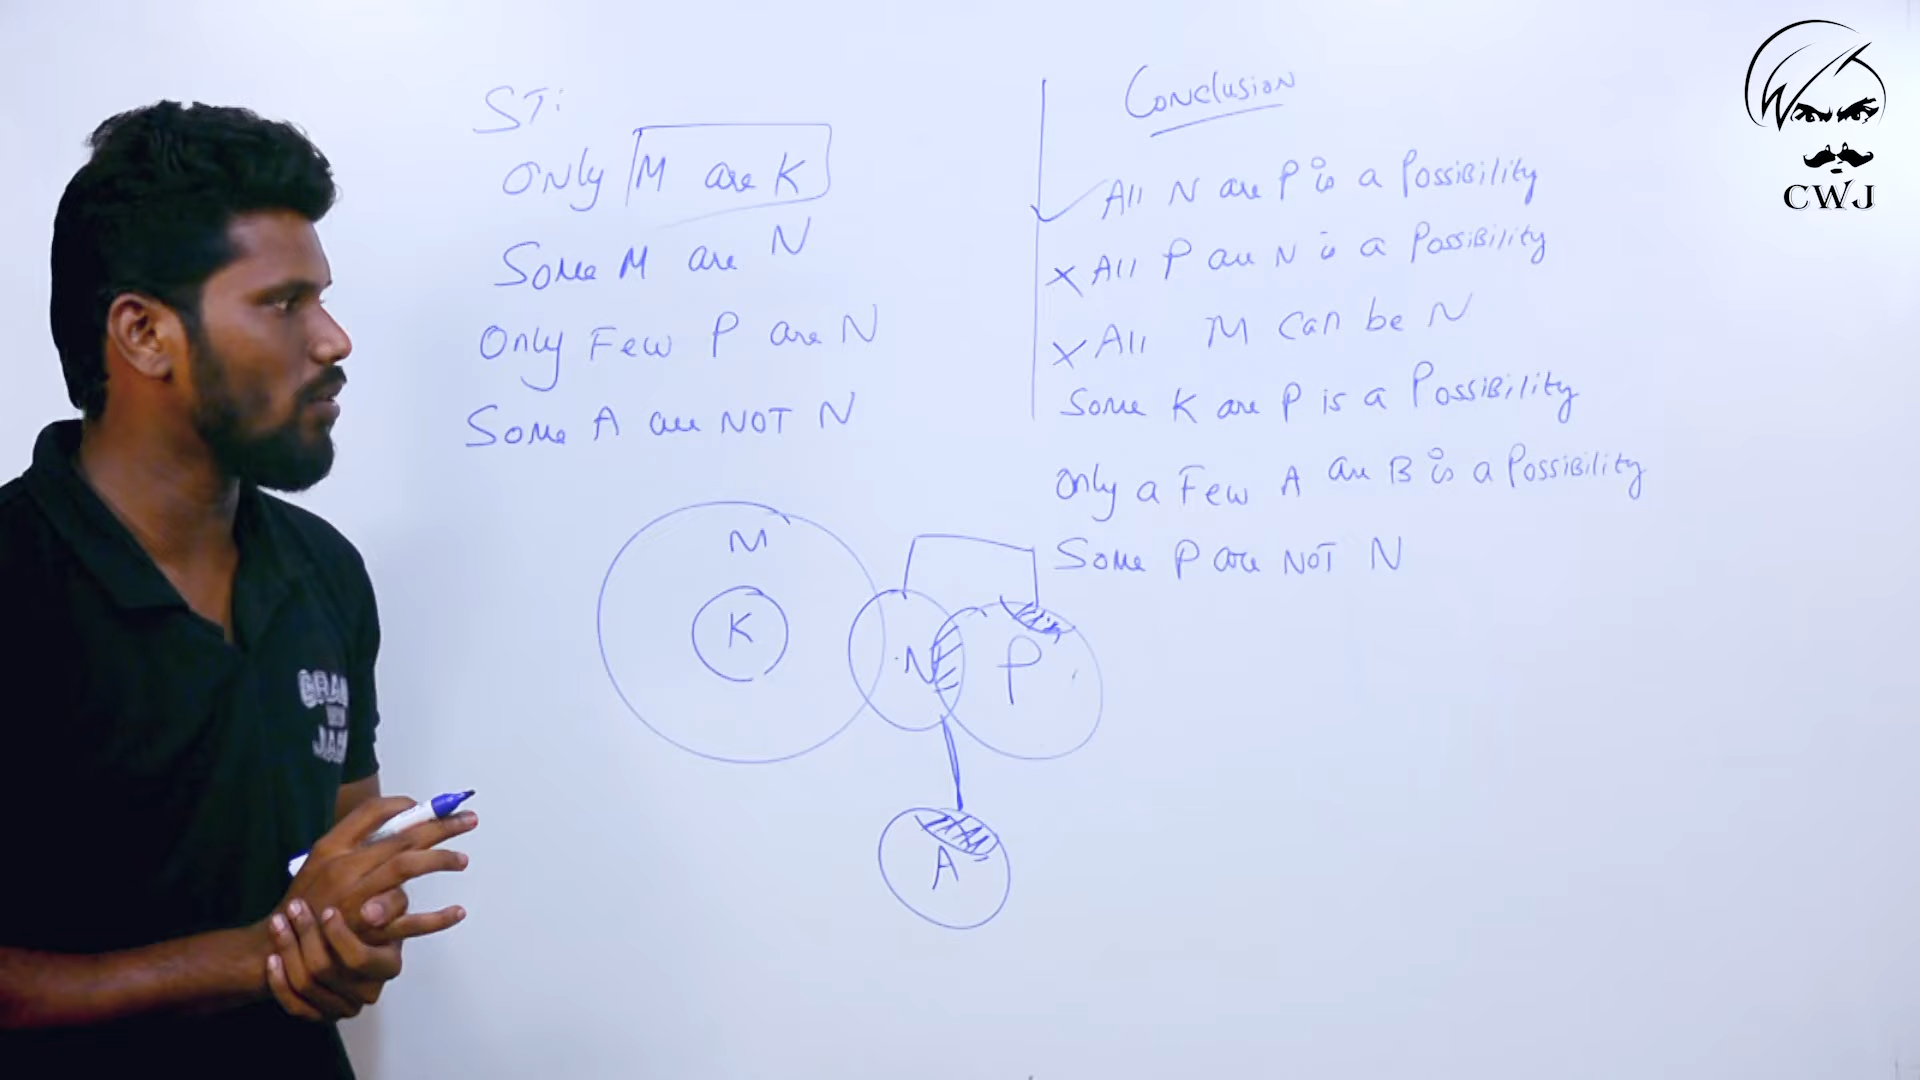 ST:
Only M are K
Some M are N
Only Few P are N
Some A are NOT N
Conclusion
All N are P is a Possibility
X All P are N is a Possibility
X All M can be N
Some K are P is a Possibility
Only a Few A are B is a Possibility
Some P are NOT N
M
K
N
P
A
CWJ